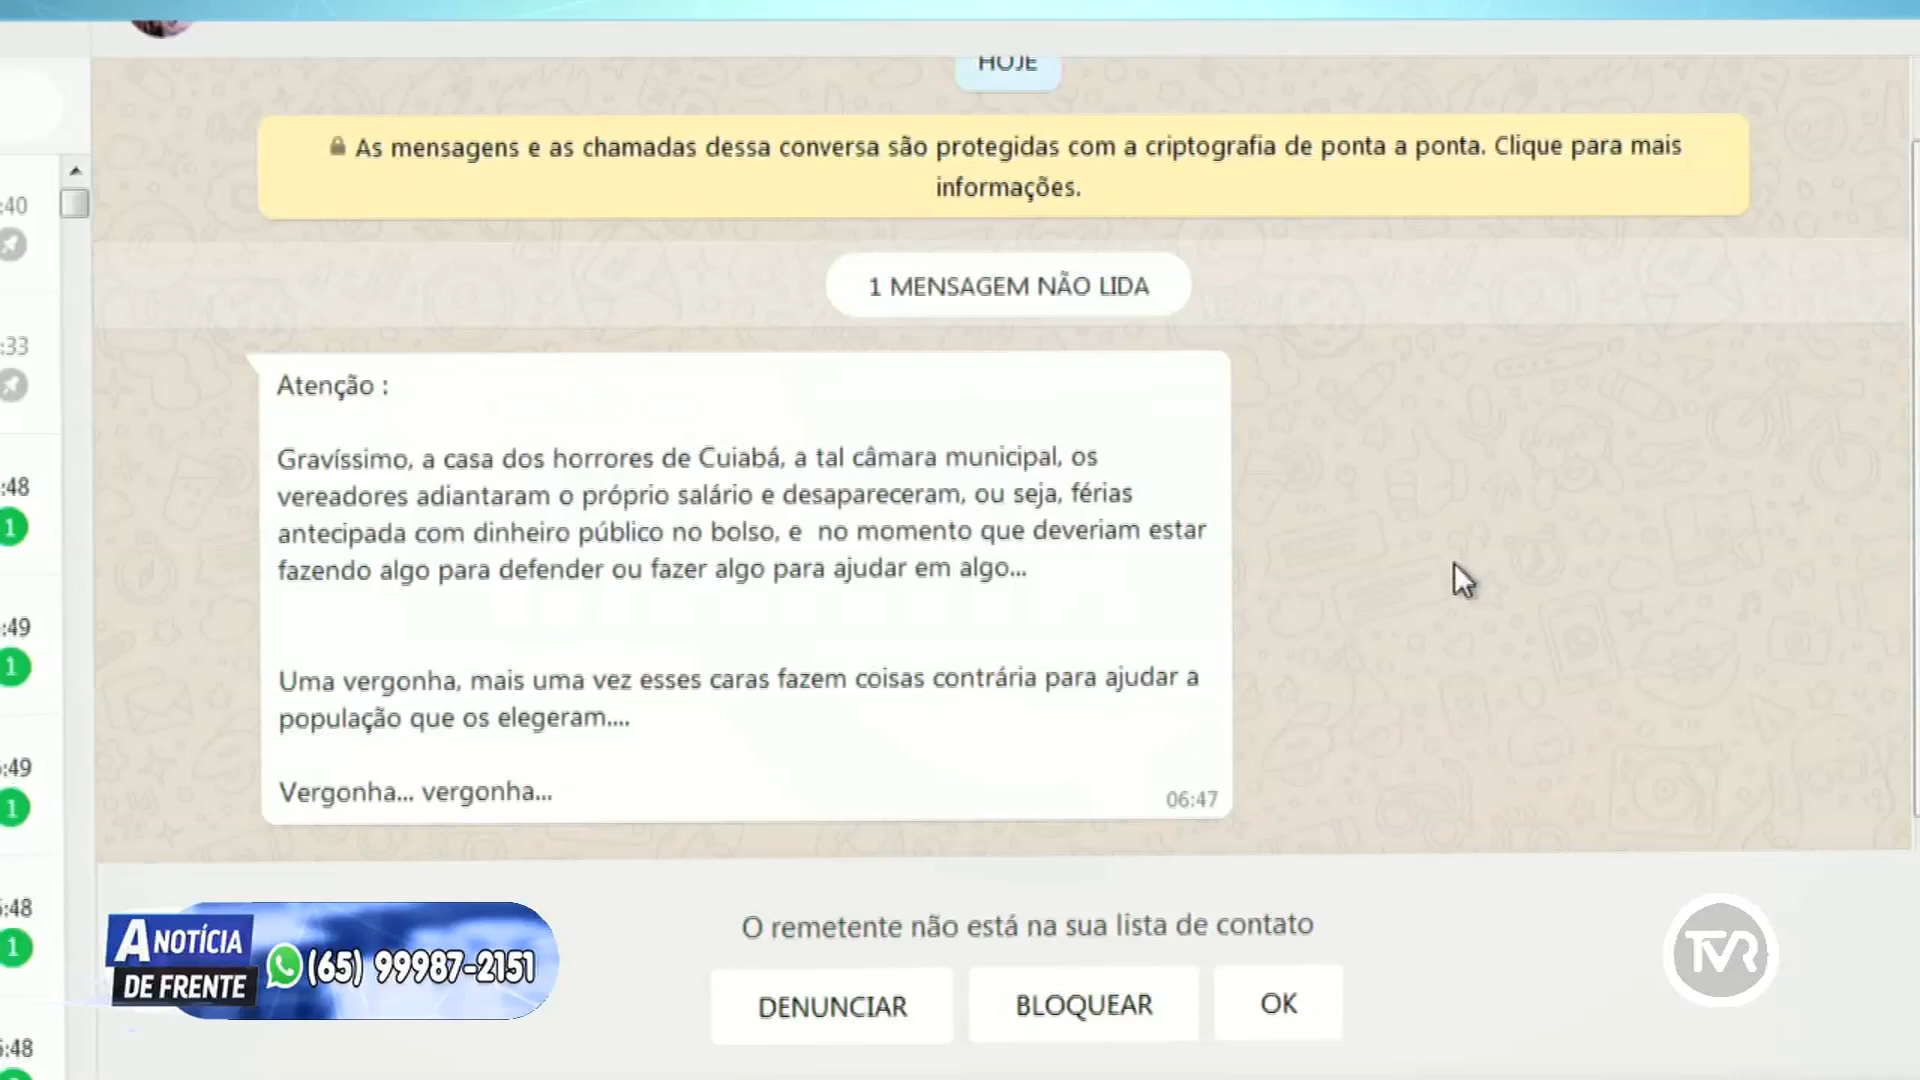 HOJE
As mensagens e as chamadas dessa conversa são protegidas com a criptografia de ponta a ponta. Clique para mais
informações.
1 MENSAGEM NÃO LIDA
:40
:33
:48
1
:49
1
:49
1
:48
1
:48
Atenção :
Gravíssimo, a casa dos horrores de Cuiabá, a tal câmara municipal, os
vereadores adiantaram o próprio salário e desapareceram, ou seja, férias
antecipada com dinheiro público no bolso, e  no momento que deveriam estar
fazendo algo para defender ou fazer algo para ajudar em algo...
Uma vergonha, mais uma vez esses caras fazem coisas contrária para ajudar a
população que os elegeram....
Vergonha... vergonha...
06:47
O remetente não está na sua lista de contato
DENUNCIAR
BLOQUEAR
OK
A NOTÍCIA
DE FRENTE
(65) 99987-2151
TVR